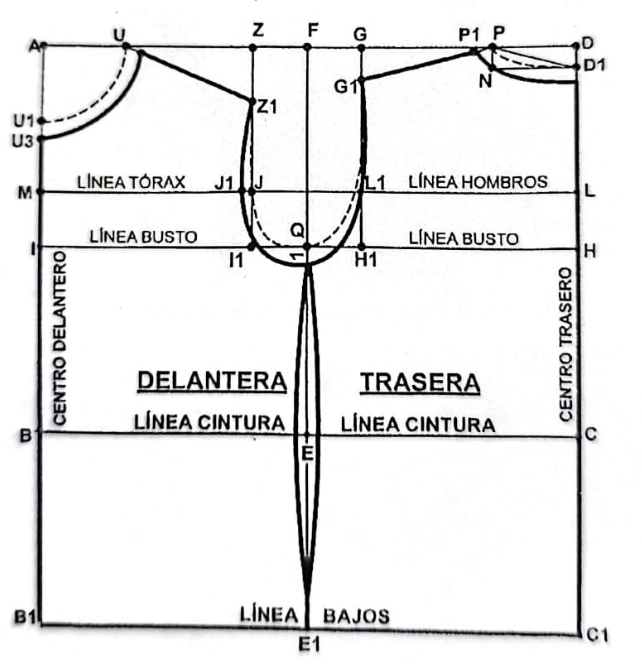 A U Z F G P1 P D
D1
G1 N
Z1
U1
U3
M LÍNEA TÓRAX J1 J L1 LÍNEA HOMBROS L
I LÍNEA BUSTO Q LÍNEA BUSTO H
I1 1 H1
CENTRO DELANTERO
CENTRO TRASERO
DELANTERA TRASERA
LÍNEA CINTURA LÍNEA CINTURA
B E C
B1 LÍNEA BAJOS C1
E1